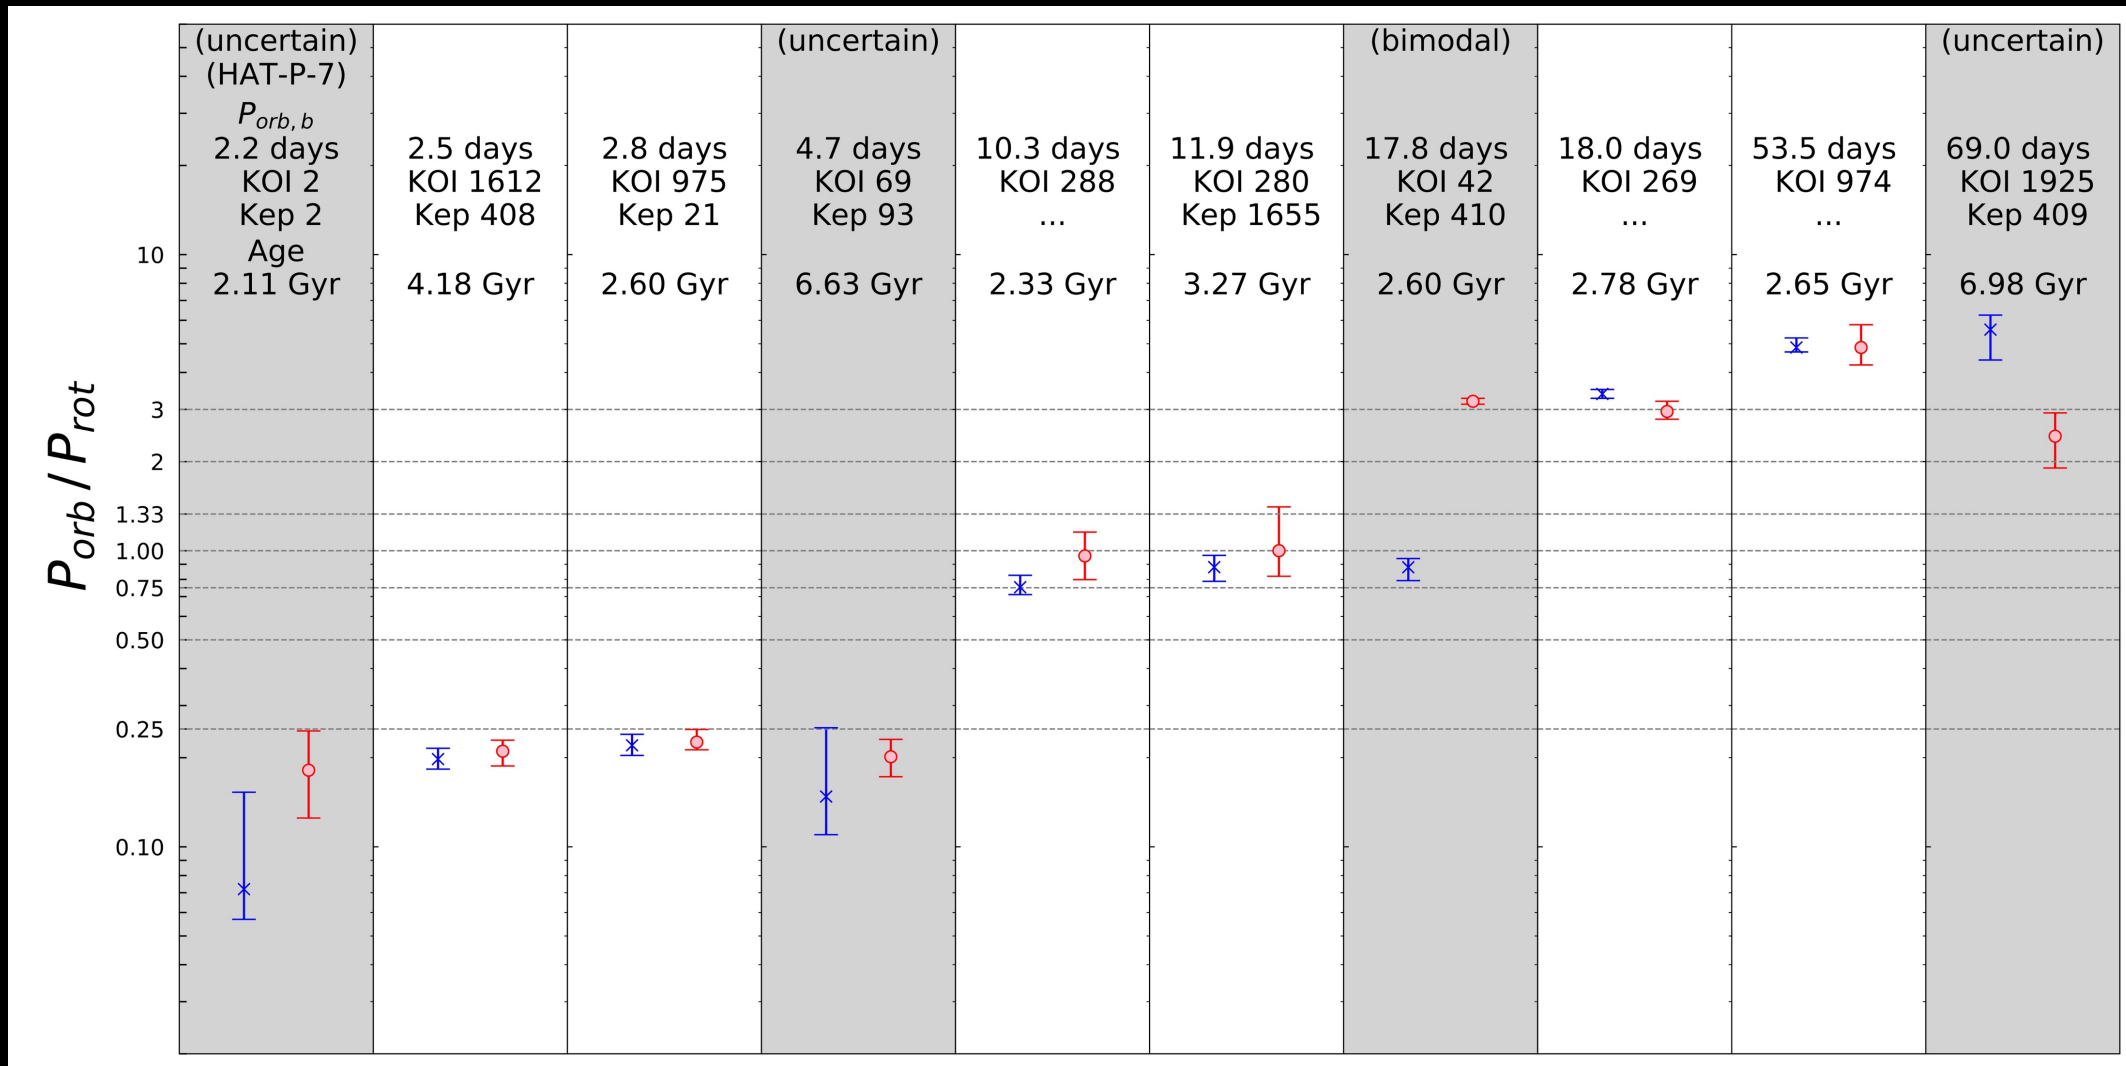 (uncertain)
(HAT-P-7)
P_orb, b
2.2 days
KOI 2
Kep 2
Age
2.11 Gyr
2.5 days
KOI 1612
Kep 408
4.18 Gyr
2.8 days
KOI 975
Kep 21
2.60 Gyr
(uncertain)
4.7 days
KOI 69
Kep 93
6.63 Gyr
10.3 days
KOI 288
...
2.33 Gyr
11.9 days
KOI 280
Kep 1655
3.27 Gyr
(bimodal)
17.8 days
KOI 42
Kep 410
2.60 Gyr
18.0 days
KOI 269
...
2.78 Gyr
53.5 days
KOI 974
...
2.65 Gyr
(uncertain)
69.0 days
KOI 1925
Kep 409
6.98 Gyr
P_orb / P_rot
10
3
2
1.33
1.00
0.75
0.50
0.25
0.10